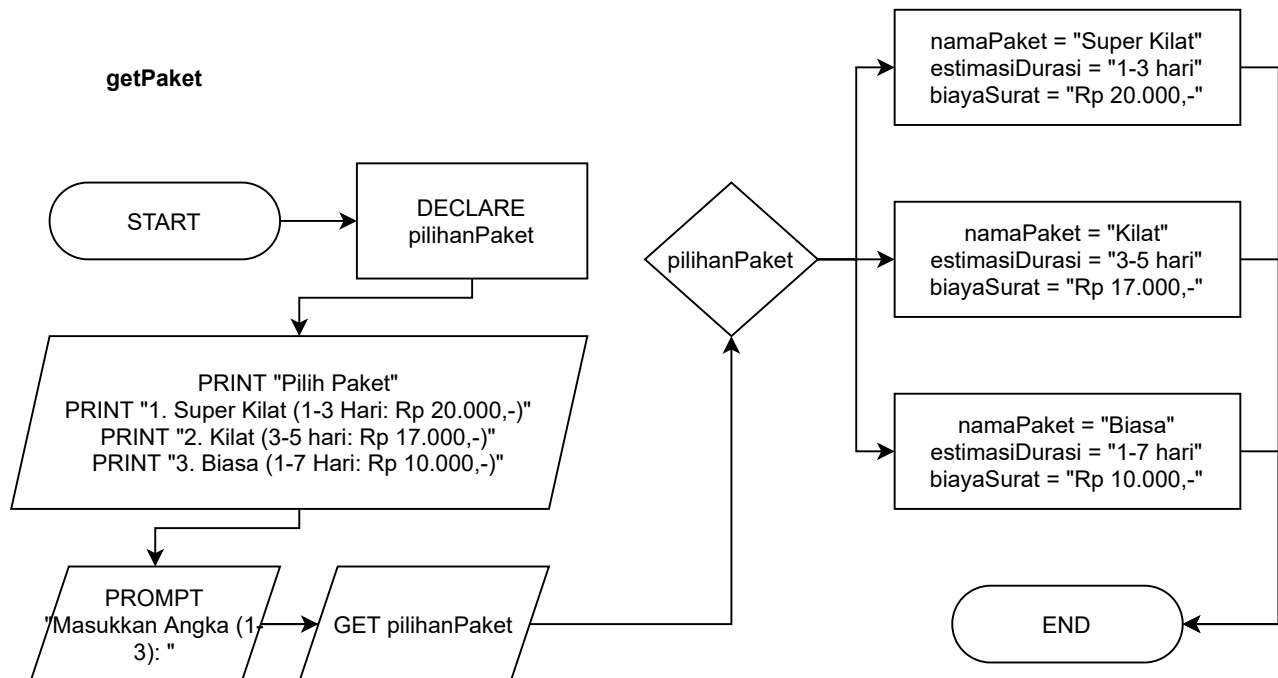 getPaket
START
DECLARE
pilihanPaket
PRINT "Pilih Paket"
PRINT "1. Super Kilat (1-3 Hari: Rp 20.000,-)"
PRINT "2. Kilat (3-5 hari: Rp 17.000,-)"
PRINT "3. Biasa (1-7 Hari: Rp 10.000,-)"
PROMPT
"Masukkan Angka (1-
3): "
GET pilihanPaket
pilihanPaket
namaPaket = "Super Kilat"
estimasiDurasi = "1-3 hari"
biayaSurat = "Rp 20.000,-"
namaPaket = "Kilat"
estimasiDurasi = "3-5 hari"
biayaSurat = "Rp 17.000,-"
namaPaket = "Biasa"
estimasiDurasi = "1-7 hari"
biayaSurat = "Rp 10.000,-"
END